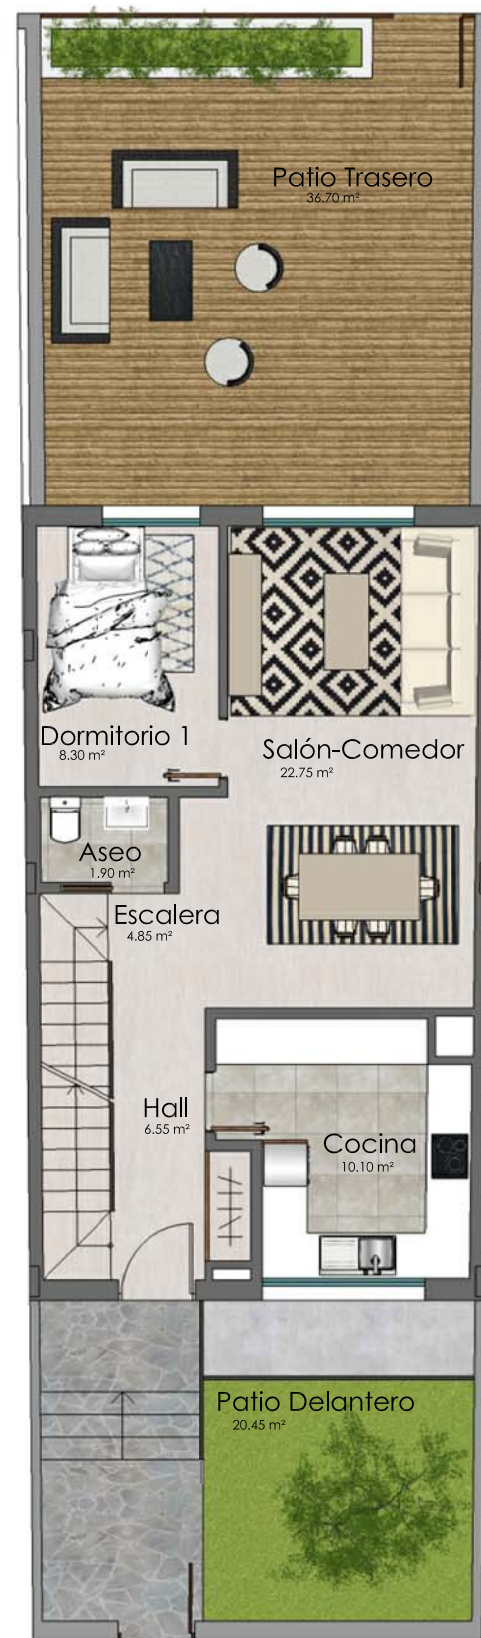 Patio Trasero
36.70 m²
Dormitorio 1
8.30 m²
Salón-Comedor
22.75 m²
Aseo
1.90 m²
Escalera
4.85 m²
Hall
6.55 m²
Cocina
10.10 m²
Patio Delantero
20.45 m²